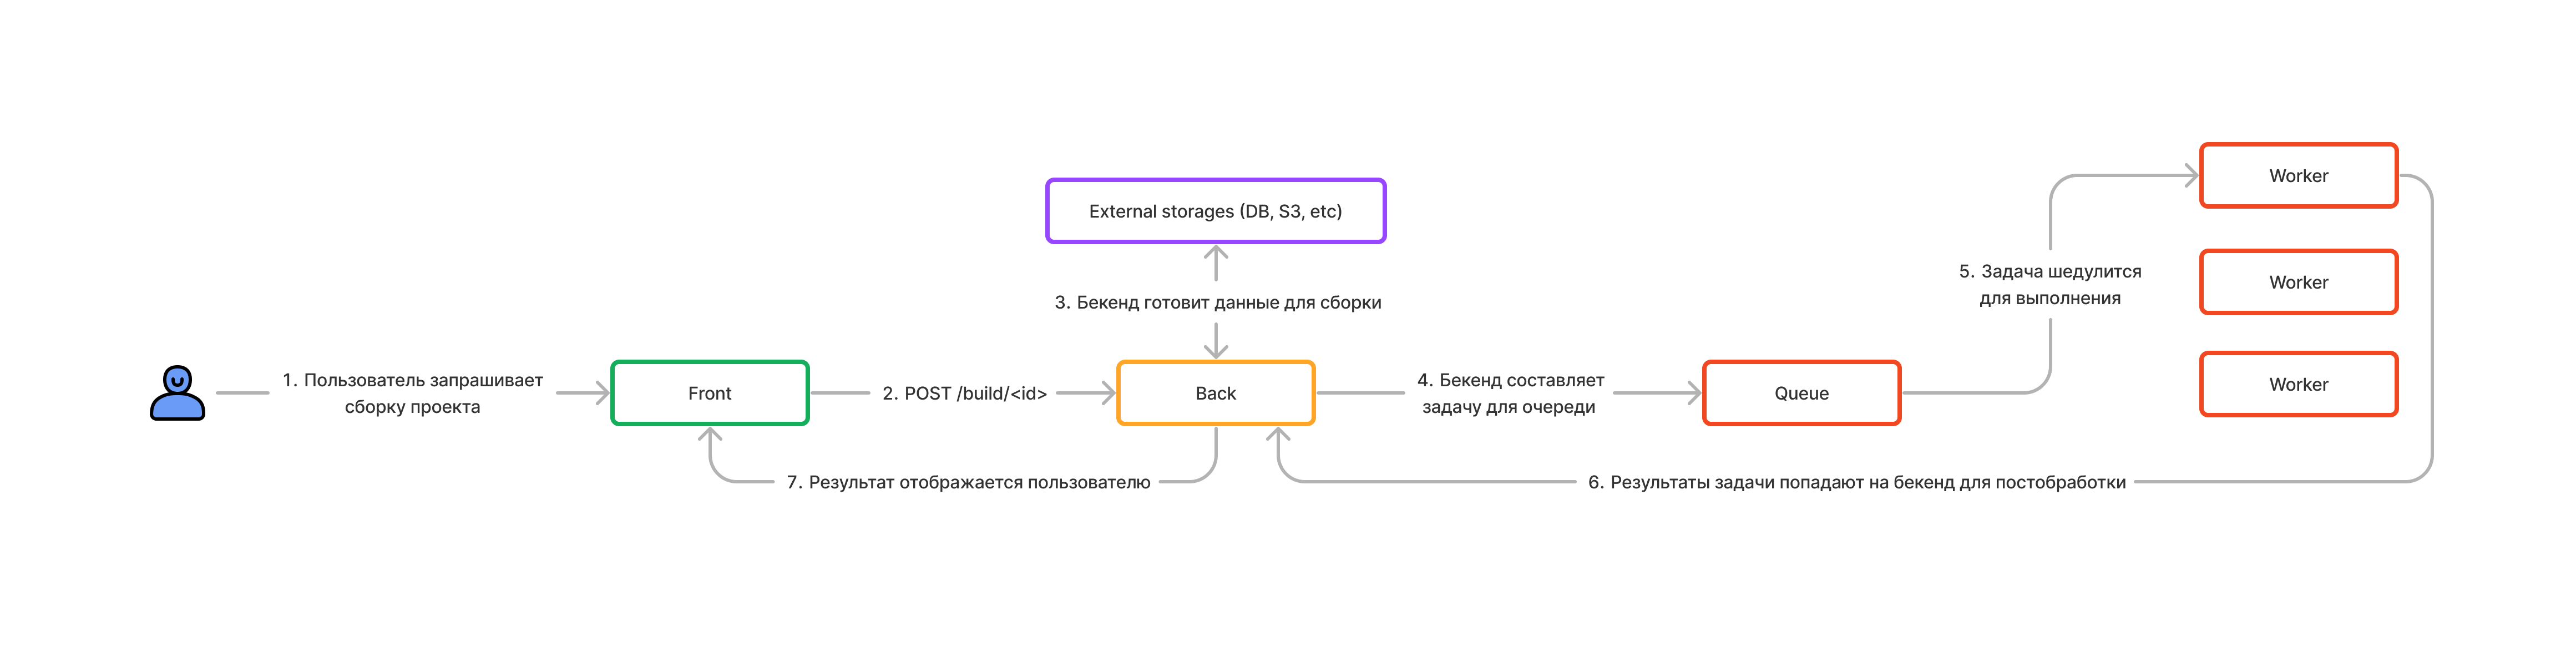 1. Пользователь запрашивает
сборку проекта
Front
2. POST /build/<id>
External storages (DB, S3, etc)
3. Бекенд готовит данные для сборки
Back
4. Бекенд составляет
задачу для очереди
Queue
5. Задача шедулится
для выполнения
Worker
Worker
Worker
6. Результаты задачи попадают на бекенд для постобработки
7. Результат отображается пользователю